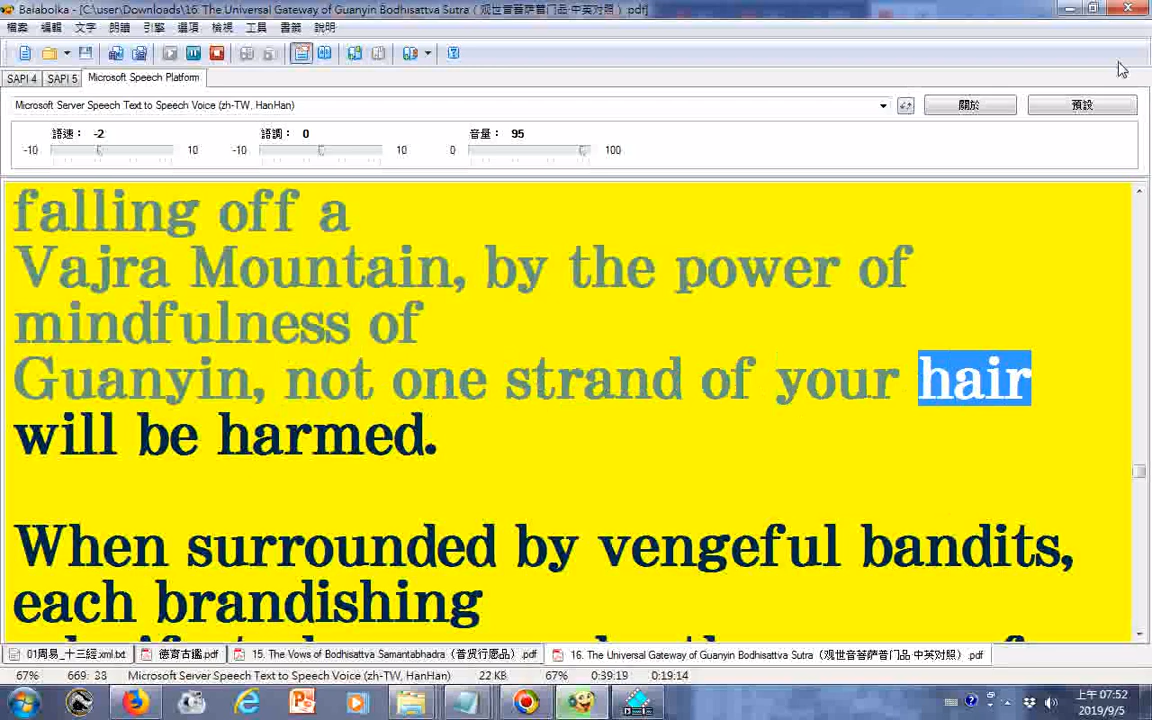 Balabolka - [C:\user\Downloads\16. The Universal Gateway of Guanyin Bodhisattva Sutra（观世音菩萨普门品 中英对照）.pdf]
檔案 編輯 文字 朗讀 引擎 選項 檢視 工具 書籤 說明
SAPI 4 SAPI 5 Microsoft Speech Platform
Microsoft Server Speech Text to Speech Voice (zh-TW, HanHan) 關於 預設
語速： -2 語調： 0 音量： 95
-10 10 -10 10 0 100
falling off a
Vajra Mountain, by the power of
mindfulness of
Guanyin, not one strand of your hair
will be harmed.
When surrounded by vengeful bandits,
each brandishing
01周易_十三經.xml.txt 德育古鑑.pdf 15. The Vows of Bodhisattva Samantabhadra（普贤行愿品）.pdf 16. The Universal Gateway of Guanyin Bodhisattva Sutra（观世音菩萨普门品 中英对照）.pdf
67% 669: 33 Microsoft Server Speech Text to Speech Voice (zh-TW, HanHan) 22 KB 67% 0:39:19 0:19:14
上午 07:52
2019/9/5